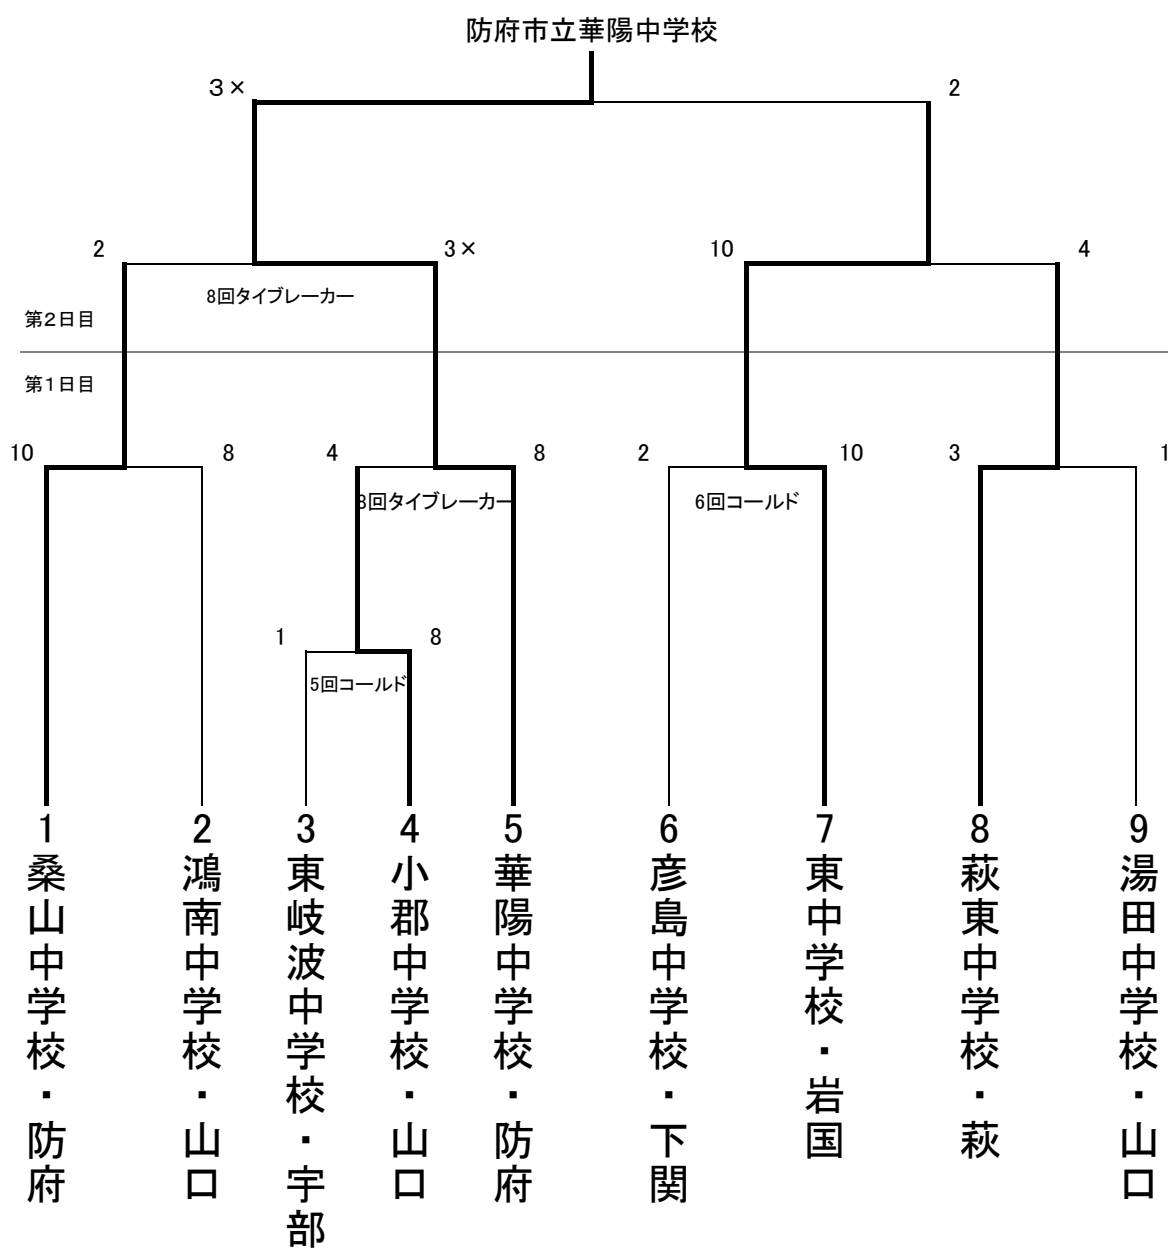 防府市立華陽中学校
3×
2
2
3×
10
4
8回タイブレーカー
第2日目
第1日目
10
8
4
8
2
10
3
1
8回タイブレーカー
6回コールド
1
8
5回コールド
1
2
3
4
5
6
7
8
9
桑山中学校・防府
鴻南中学校・山口
東岐波中学校・宇部
小郡中学校・山口
華陽中学校・防府
彦島中学校・下関
東中学校・岩国
萩東中学校・萩
湯田中学校・山口